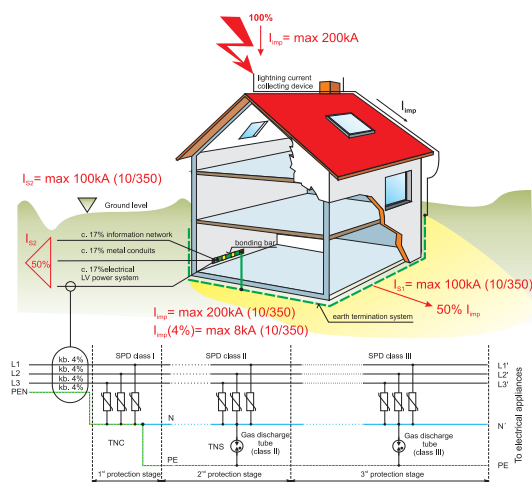 100%
Iimp= max 200kA
lightning current
collecting device
Iimp
IS2= max 100kA (10/350)
Ground level
IS2
50%
c. 17% information network
c. 17% metal conduits
c. 17%electrical
LV power system
bonding bar
IS1= max 100kA (10/350)
50% Iimp
Iimp= max 200kA (10/350)
Iimp(4%)= max 8kA (10/350)
earth termination system
SPD class I
SPD class II
SPD class III
L1
L2
L3
PEN
kb. 4%
kb. 4%
kb. 4%
kb. 4%
L1'
L2'
L3'
N
N'
TNC
TNS
Gas discharge
tube
(class II)
Gas discharge
tube
(class III)
PE
PE
To electrical appliances
1st protection stage
2nd protection stage
3st protection stage